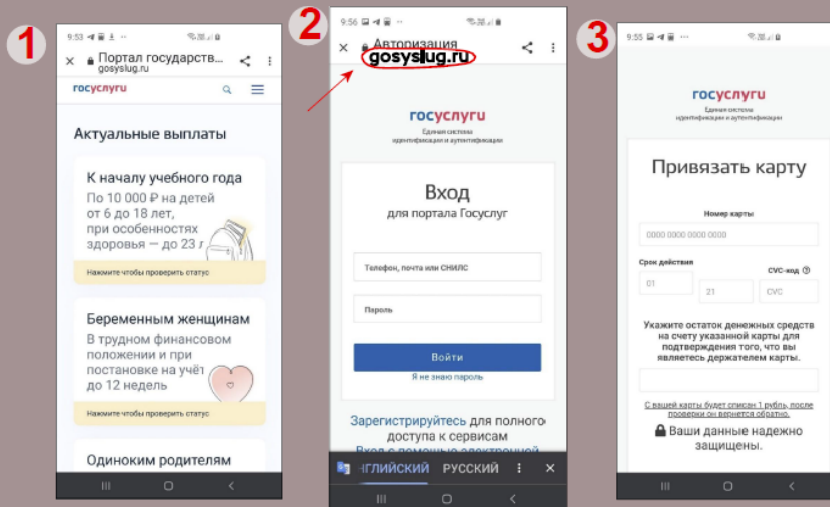 1
9:53
Портал государств...
gosyslug.ru
госуслуги
Актуальные выплаты
К началу учебного года
По 10 000 ₽ на детей
от 6 до 18 лет,
при особенностях
здоровья — до 23 л
Нажмите чтобы проверить статус
Беременным женщинам
В трудном финансовом
положении и при
постановке на учёт
до 12 недель
Нажмите чтобы проверить статус
Одиноким родителям
2
9:56
Авторизация
gosyslug.ru
госуслуги
Единая система
идентификации и аутентификации
Вход
для портала Госуслуг
Телефон, почта или СНИЛС
Пароль
Войти
Я не знаю пароль
Зарегистрируйтесь для полного
доступа к сервисам
Вход с помощью электронной
НГЛИЙСКИЙ РУССКИЙ
3
9:55
госуслуги
Единая система
идентификации и аутентификации
Привязать карту
Номер карты
0000 0000 0000 0000
Срок действия
CVC-код
01
21
CVC
Укажите остаток денежных средств
на счету указанной карты для
подтверждения того, что вы
являетесь держателем карты.
С вашей карты будет списан 1 рубль, после
проверки он вернется обратно.
Ваши данные надежно
защищены.